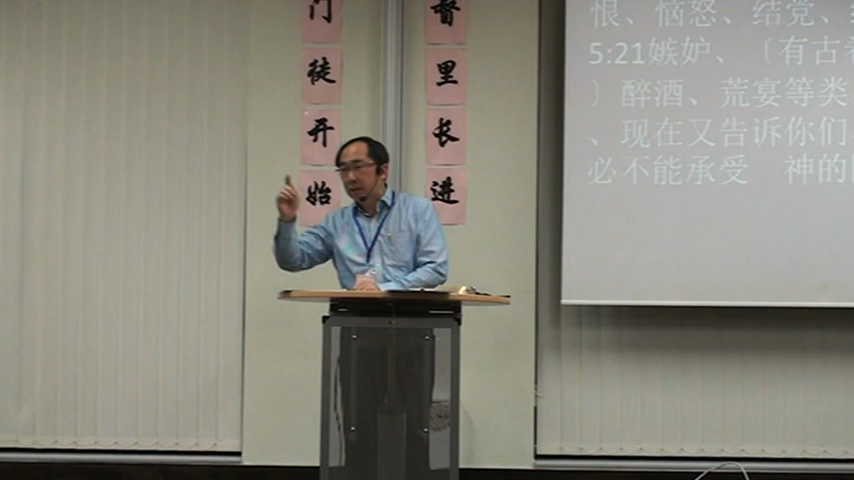 门
徒
开
始
督
里
长
进
恨、恼怒、结党、
5:21嫉妒、〔有古
〕醉酒、荒宴等类
、现在又告诉你们
必不能承受　神的